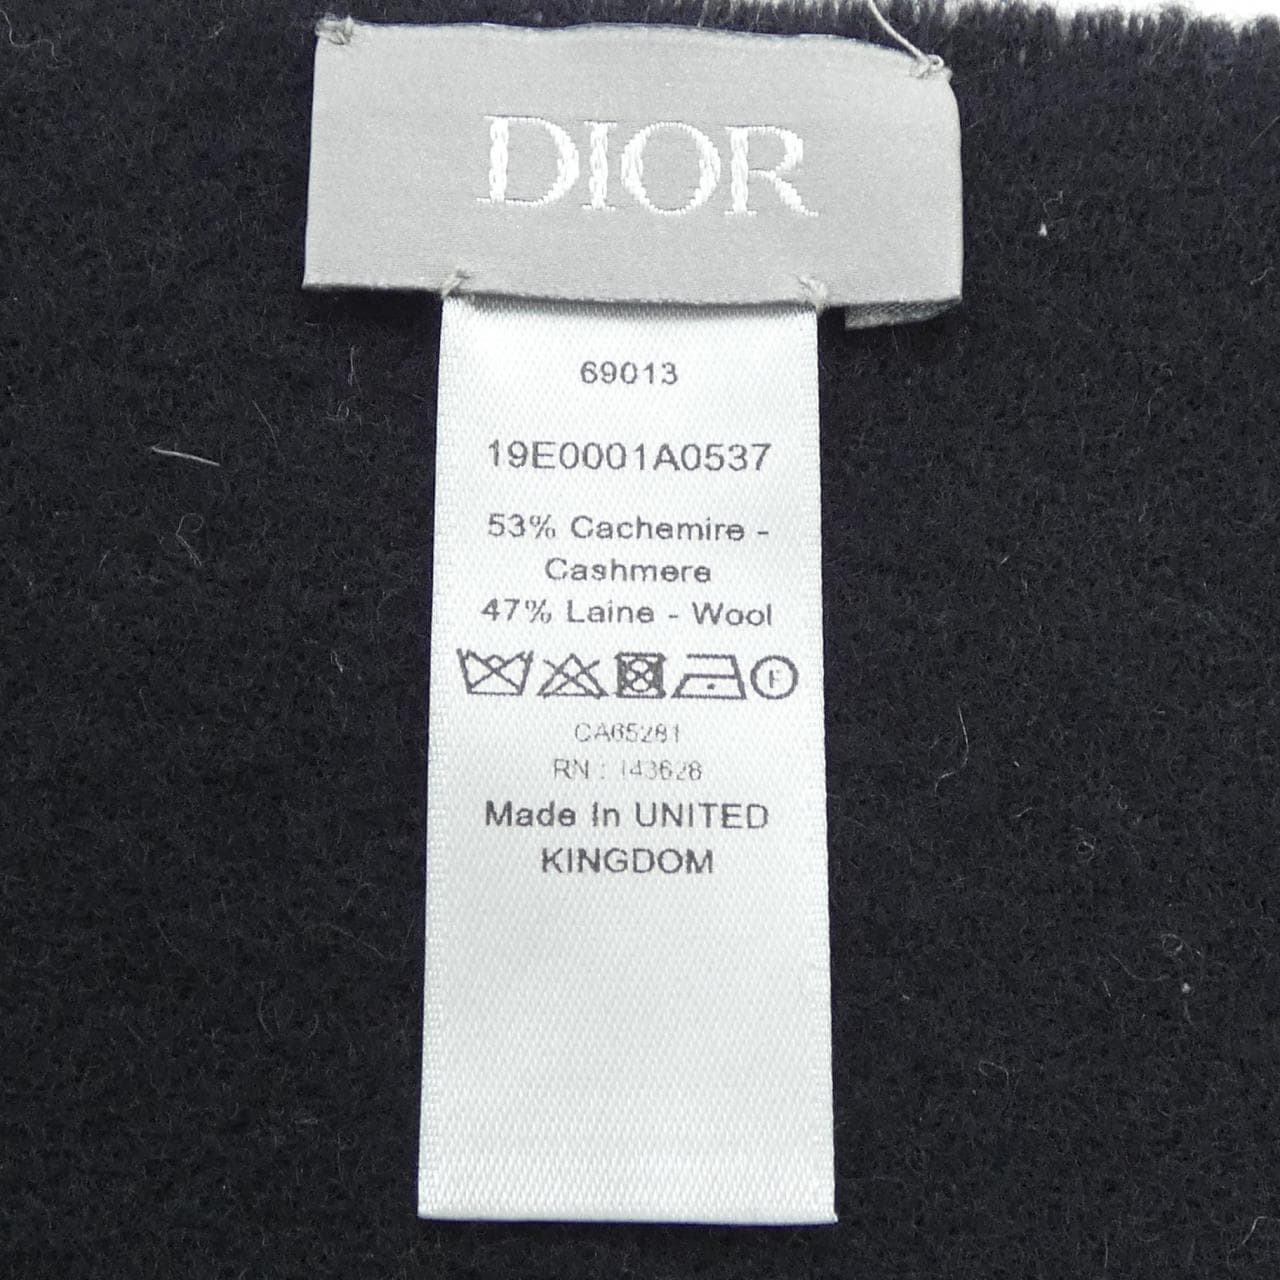 DIOR
69013
19E0001A0537
53% Cachemire -
Cashmere
47% Laine - Wool
F
CA65281
RN : 143628
Made In UNITED
KINGDOM